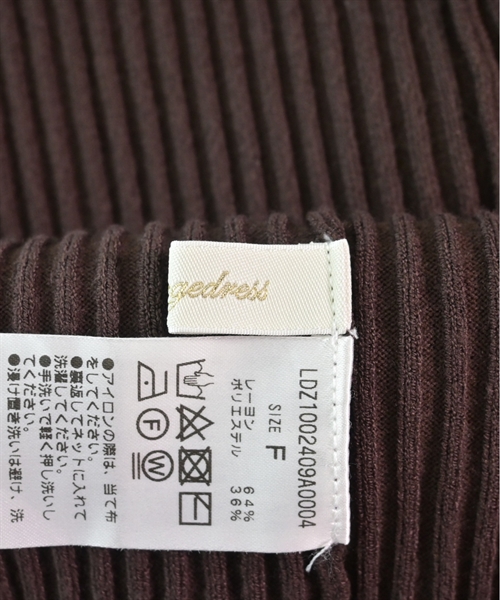 gedress
LDZ1002409A0004
SIZE F
レーヨン 64%
ポリエステル 36%
F W
●アイロンの際は、当て布
をしてください。
●裏返してネットに入れて
洗濯してください。
●手洗いで軽く押し洗いし
てください。
●浸け置き洗いは避け、洗